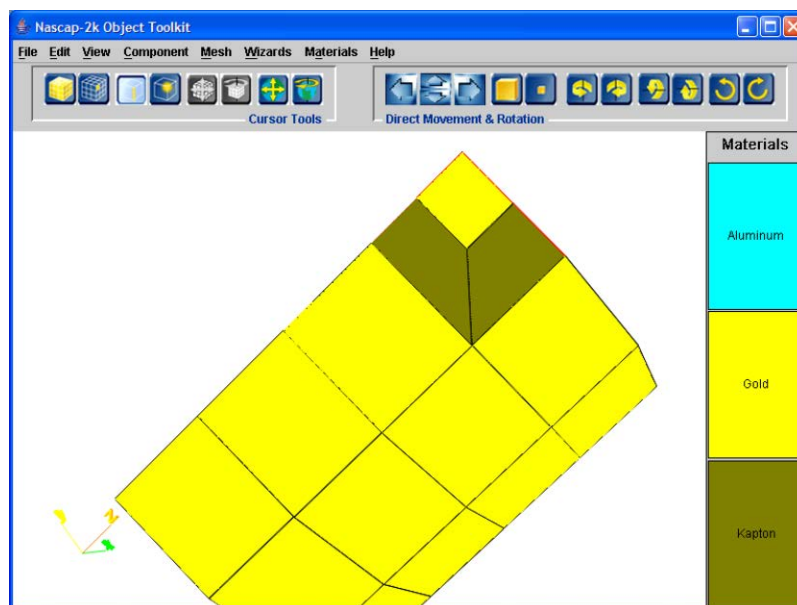 Nascap-2k Object Toolkit
File Edit View Component Mesh Wizards Materials Help
Cursor Tools
Direct Movement & Rotation
Materials
Aluminum
Gold
Kapton